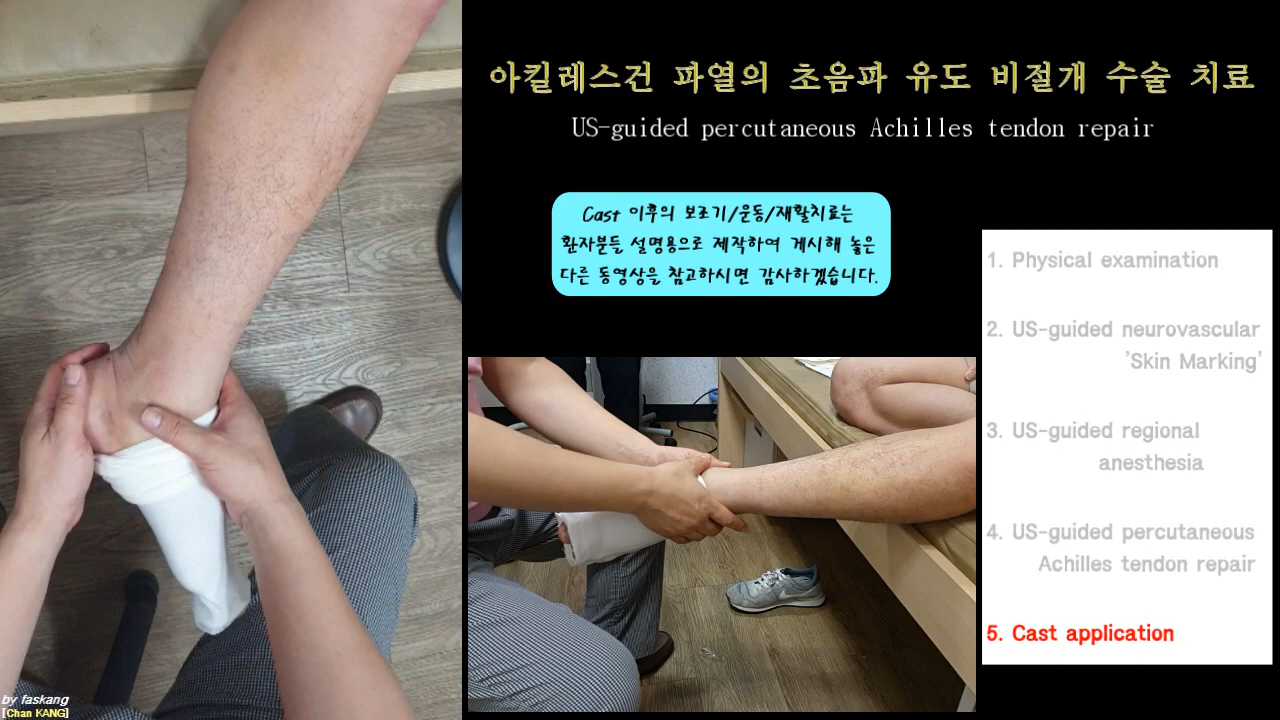 아킬레스건 파열의 초음파 유도 비절개 수술 치료
US-guided percutaneous Achilles tendon repair
Cast 이후의 보조기/운동/재활치료는
환자분들 설명용으로 제작하여 게시해 놓은
다른 동영상을 참고하시면 감사하겠습니다.
1. Physical examination
2. US-guided neurovascular
'Skin Marking'
3. US-guided regional
anesthesia
4. US-guided percutaneous
Achilles tendon repair
5. Cast application
by faskang
[Chan KANG]